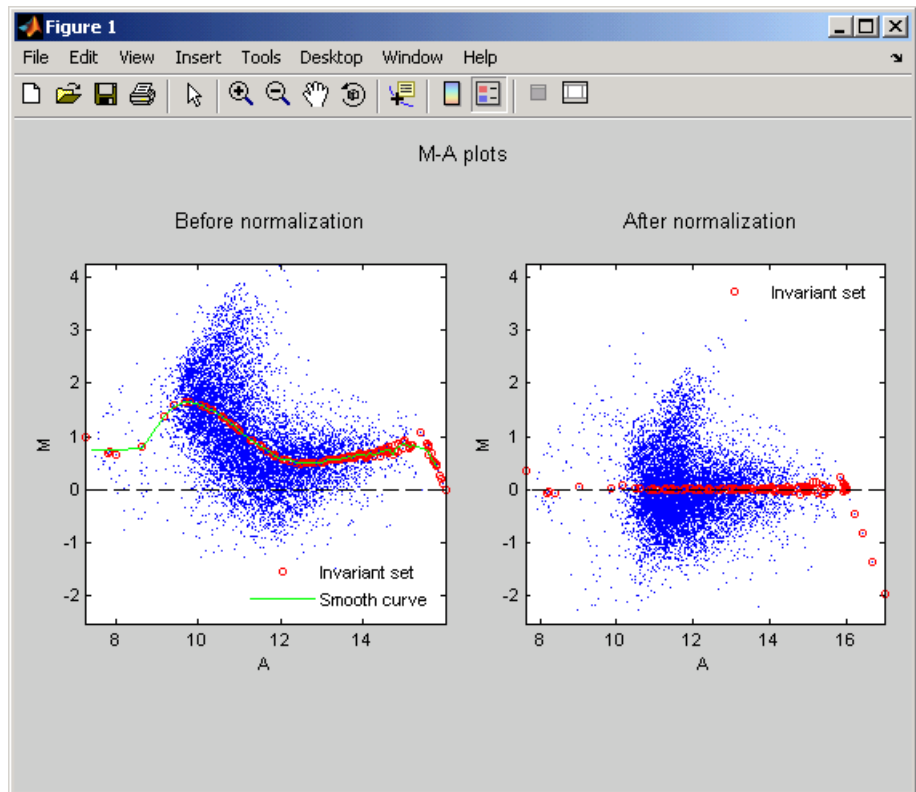 Figure 1
File Edit View Insert Tools Desktop Window Help
M-A plots
Before normalization
4
3
2
1
0
-1
-2
M
8 10 12 14
A
Invariant set
Smooth curve
After normalization
4
3
2
1
0
-1
-2
M
8 10 12 14 16
A
Invariant set